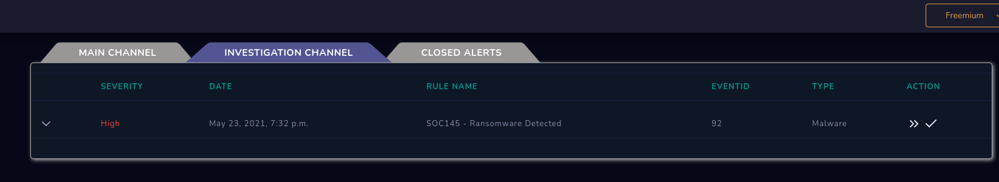 Freemium
MAIN CHANNEL INVESTIGATION CHANNEL CLOSED ALERTS
SEVERITY DATE RULE NAME EVENTID TYPE ACTION
High May 23, 2021, 7:32 p.m. SOC145 - Ransomware Detected 92 Malware